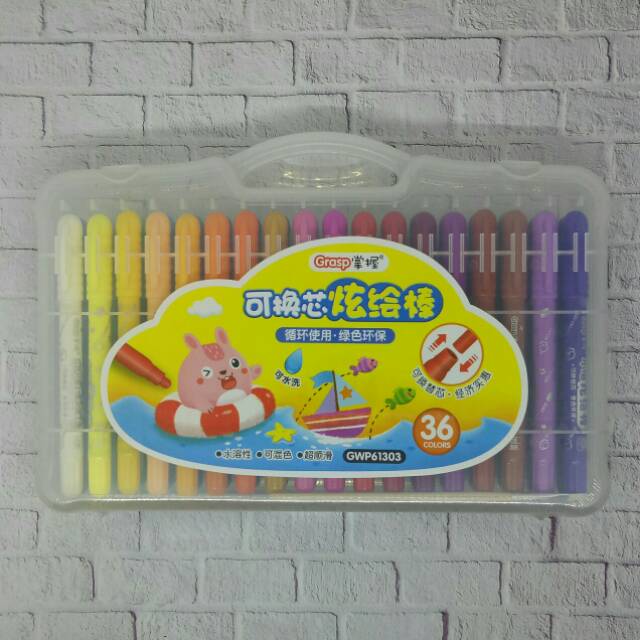 Grasp掌握®
可换芯炫绘棒
循环使用·绿色环保
可水洗
可换替芯·经济实惠
36
COLORS
•水溶性 •可混色 •超顺滑 GWP61303